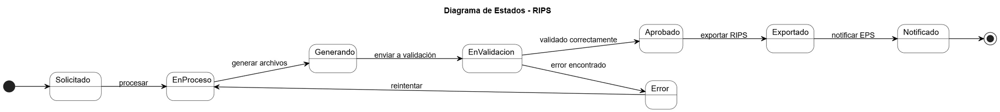 Diagrama de Estados - RIPS
Solicitado
procesar
EnProceso
generar archivos
Generando
enviar a validación
EnValidacion
validado correctamente
Aprobado
exportar RIPS
Exportado
notificar EPS
Notificado
error encontrado
Error
reintentar